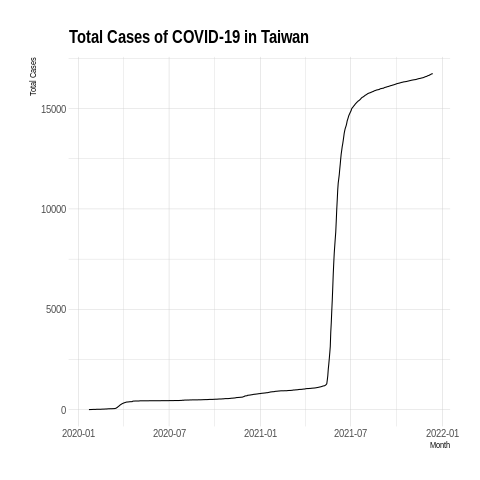 Total Cases of COVID-19 in Taiwan
Total Cases
15000
10000
5000
0
2020-01 2020-07 2021-01 2021-07 2022-01
Month